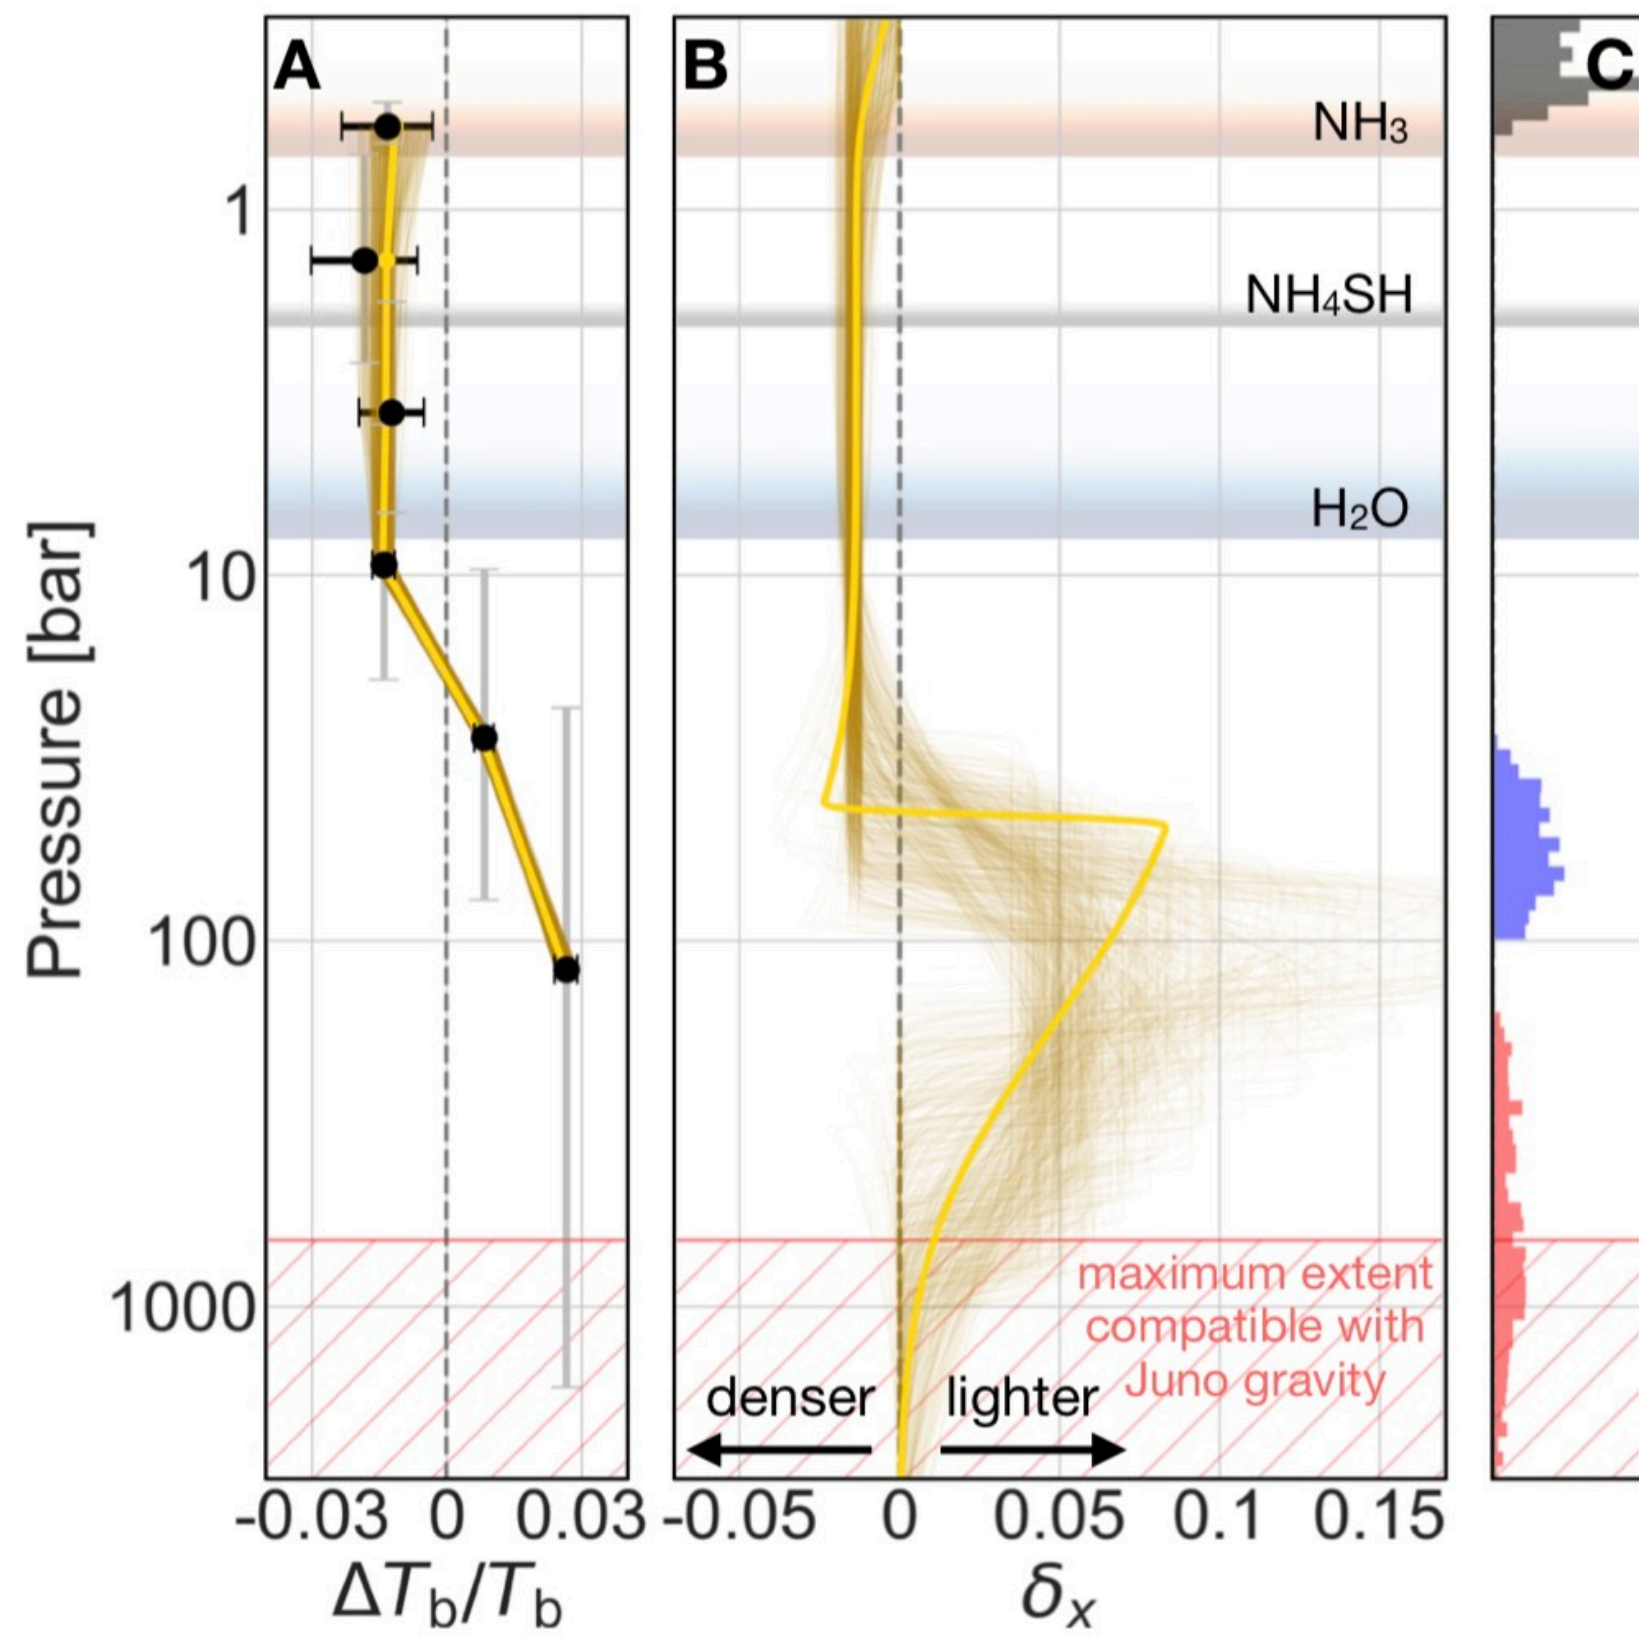 A
B
C
NH₃
1
NH₄SH
H₂O
10
100
1000
Pressure [bar]
maximum extent
compatible with
Juno gravity
denser
lighter
-0.03 0 0.03
-0.05 0 0.05 0.1 0.15
ΔT_b/T_b
δ_x